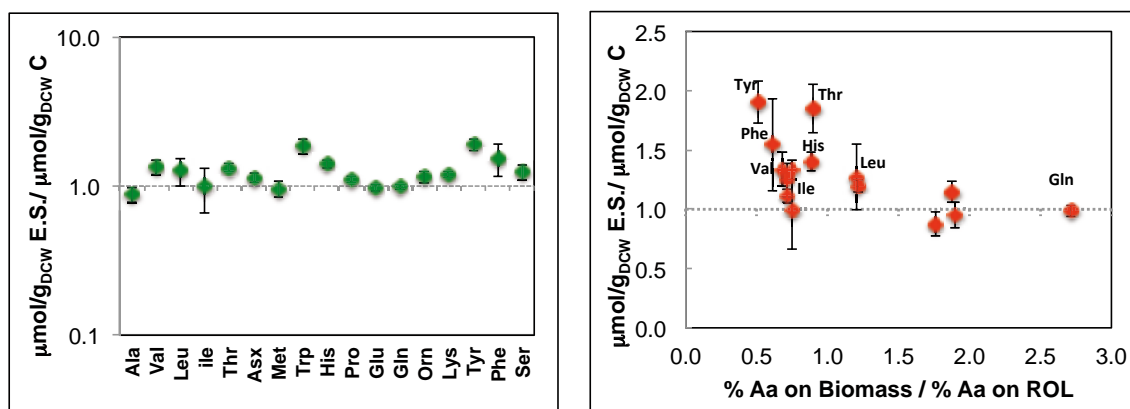 10.0
1.0
0.1
μmol/gDCW E.S./ μmol/gDCW C
Ala
Val
Leu
ile
Thr
Asx
Met
Trp
His
Pro
Glu
Gln
Orn
Lys
Tyr
Phe
Ser
2.5
2.0
1.5
1.0
0.5
0.0
μmol/gDCW E.S./ μmol/gDCW C
Tyr
Thr
Phe
His
Val
Leu
Ile
Gln
0.0 0.5 1.0 1.5 2.0 2.5 3.0
% Aa on Biomass / % Aa on ROL